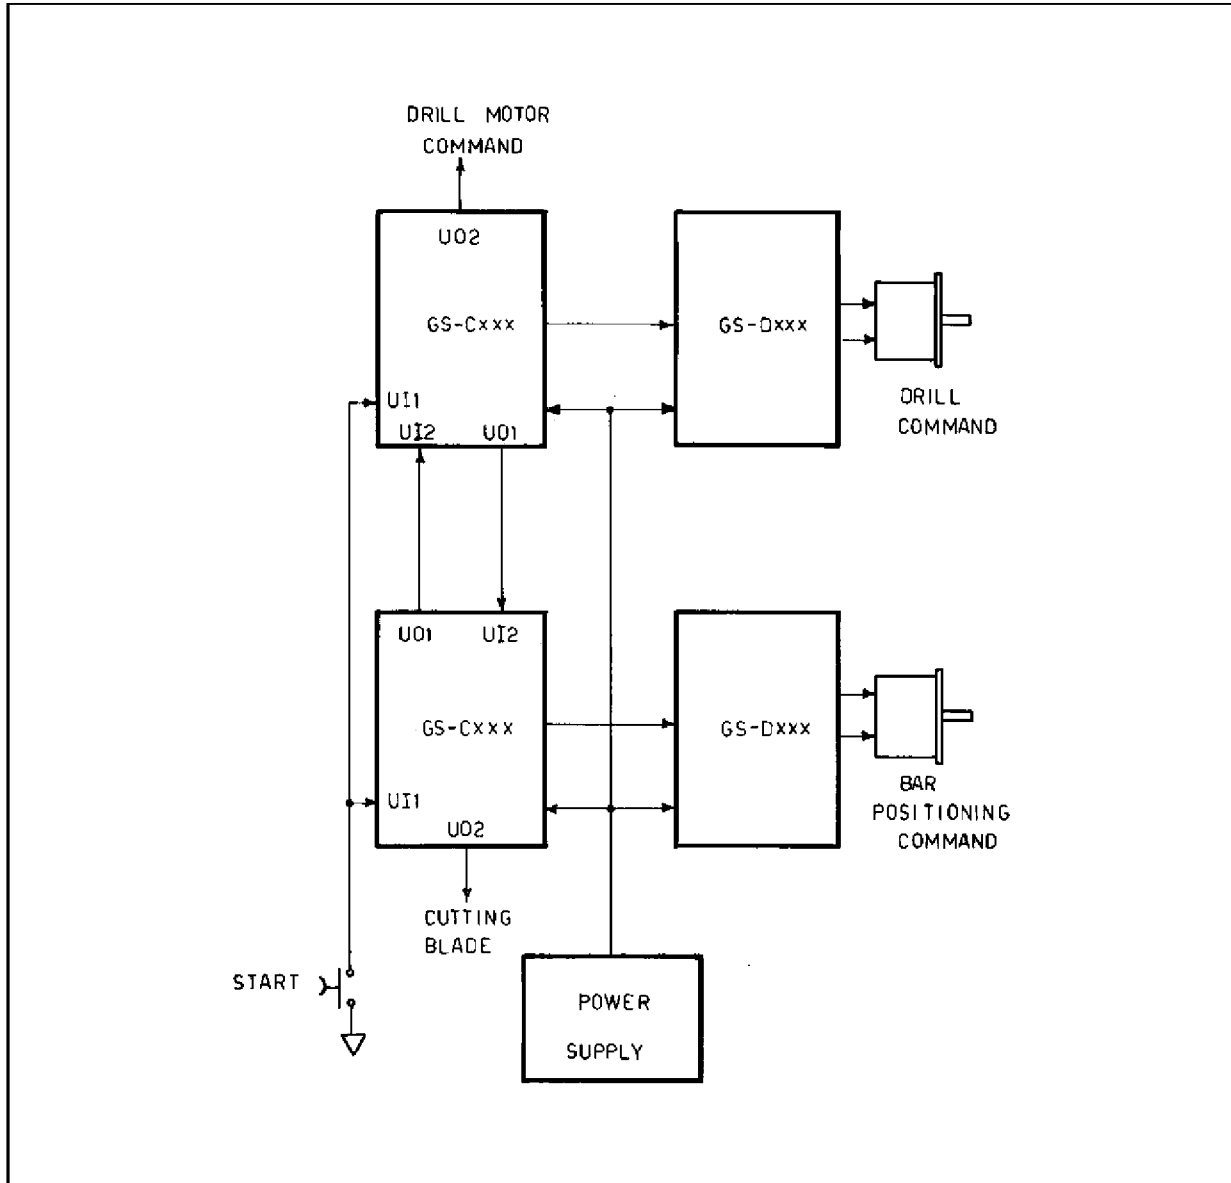 DRILL MOTOR
COMMAND
UO2
GS-Cxxx
GS-Dxxx
UI1
UI2 UO1
DRILL
COMMAND
UO1 UI2
GS-Cxxx
GS-Dxxx
UI1
UO2
BAR
POSITIONING
COMMAND
CUTTING
BLADE
START
POWER
SUPPLY